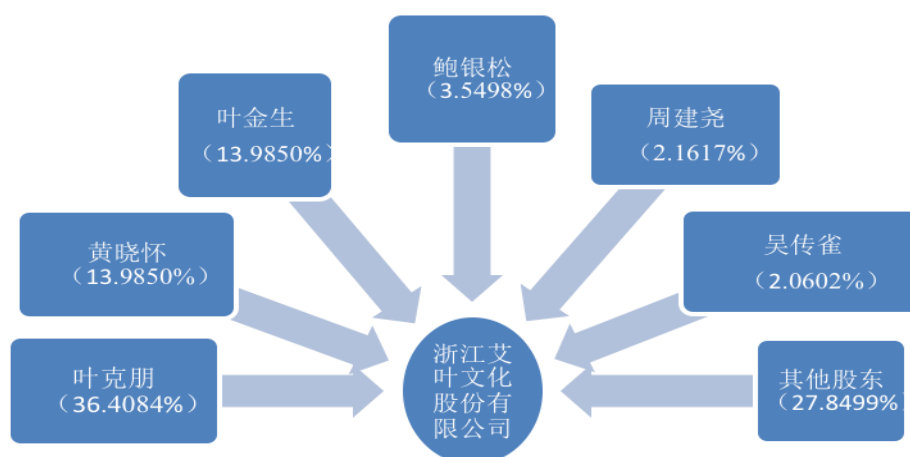 鲍银松
（3.5498%）
叶金生
（13.9850%）
周建尧
（2.1617%）
黄晓怀
（13.9850%）
吴传雀
（2.0602%）
叶克朋
（36.4084%）
浙江艾
叶文化
股份有
限公司
其他股东
（27.8499%）